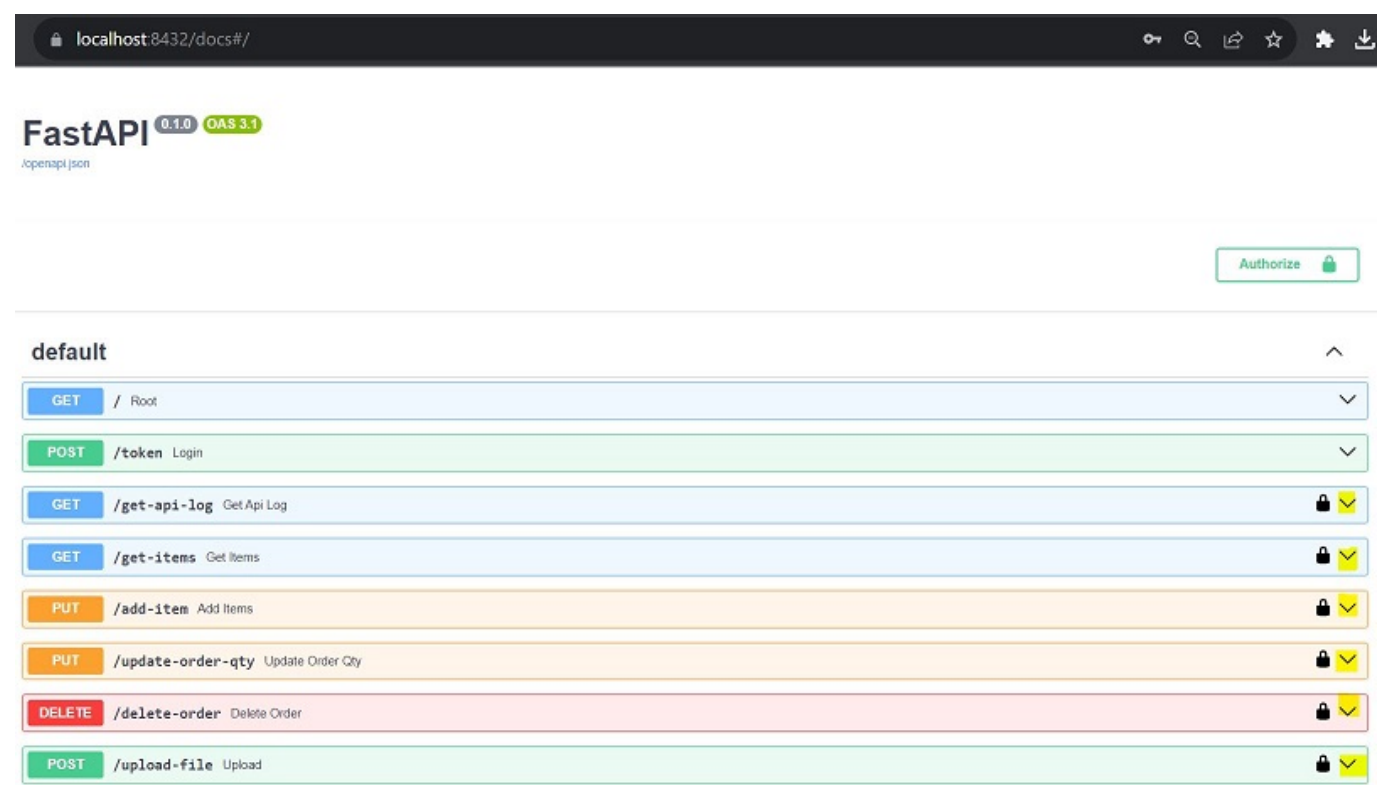 localhost:8432/docs#/
FastAPI 0.1.0 OAS 3.1
/openapi.json
Authorize
default
GET / Root
POST /token Login
GET /get-api-log Get Api Log
GET /get-items Get Items
PUT /add-item Add Items
PUT /update-order-qty Update Order Qty
DELETE /delete-order Delete Order
POST /upload-file Upload